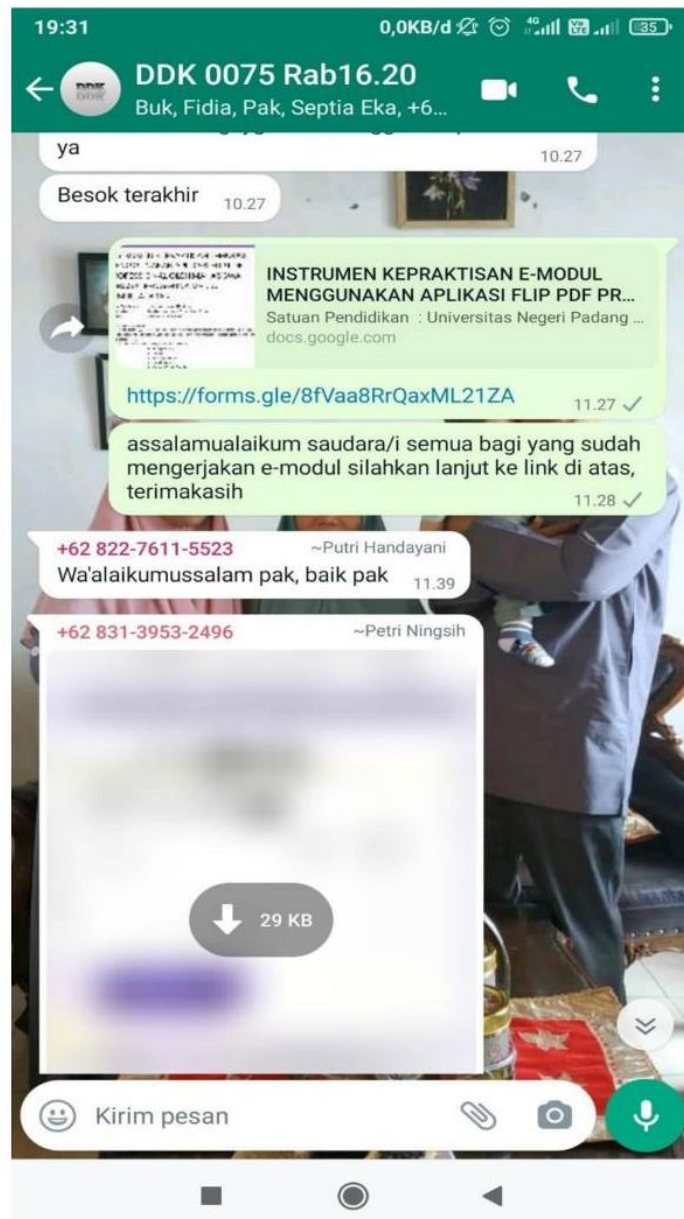 19:31
0,0KB/d
4G
Vo
LTE
35
DDK 0075 Rab16.20
Buk, Fidia, Pak, Septia Eka, +6...
ya
10.27
Besok terakhir 10.27
INSTRUMEN KEPRAKTISAN E-MODUL
MENGGUNAKAN APLIKASI FLIP PDF PR...
Satuan Pendidikan : Universitas Negeri Padang ...
docs.google.com
https://forms.gle/8fVaa8RrQaxML21ZA 11.27
assalamualaikum saudara/i semua bagi yang sudah
mengerjakan e-modul silahkan lanjut ke link di atas,
terimakasih 11.28
+62 822-7611-5523 ~Putri Handayani
Wa'alaikumussalam pak, baik pak 11.39
+62 831-3953-2496 ~Petri Ningsih
29 KB
Kirim pesan